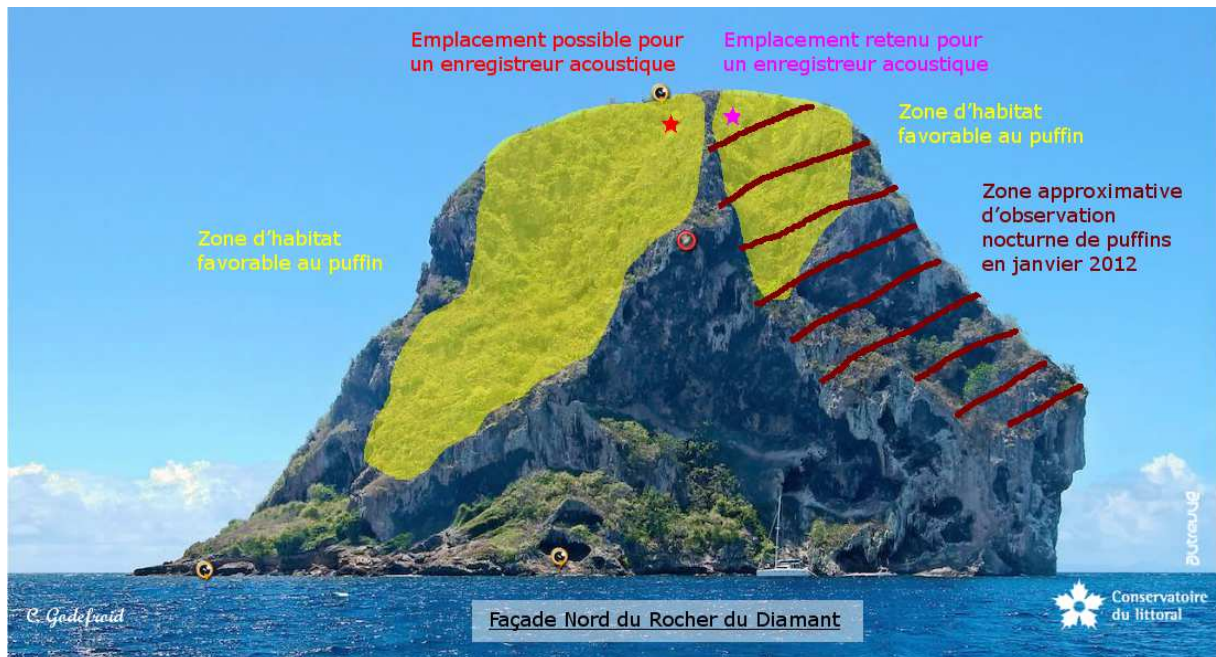 Emplacement possible pour
un enregistreur acoustique
Emplacement retenu pour
un enregistreur acoustique
Zone d'habitat
favorable au puffin
Zone approximative
d'observation
nocturne de puffins
en janvier 2012
Zone d'habitat
favorable au puffin
C. Godefroid
Façade Nord du Rocher du Diamant
Conservatoire
du littoral